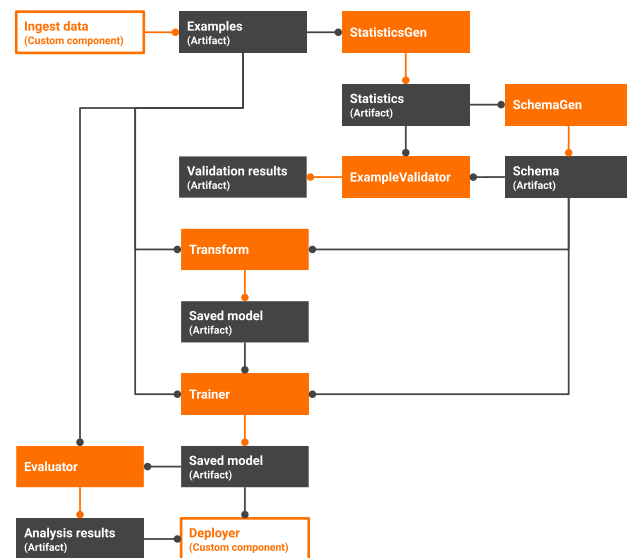 Ingest data
(Custom component)
Examples
(Artifact)
StatisticsGen
Statistics
(Artifact)
SchemaGen
Validation results
(Artifact)
ExampleValidator
Schema
(Artifact)
Transform
Saved model
(Artifact)
Trainer
Evaluator
Saved model
(Artifact)
Analysis results
(Artifact)
Deployer
(Custom component)